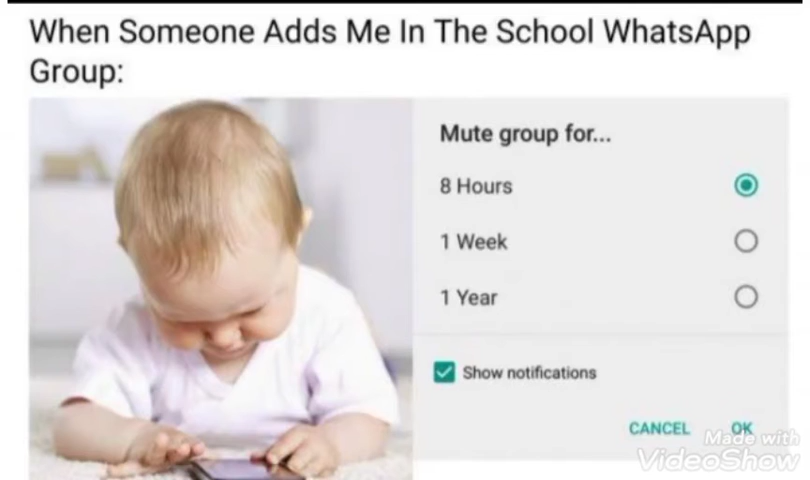 When Someone Adds Me In The School WhatsApp
Group:
Mute group for...
8 Hours
1 Week
1 Year
Show notifications
CANCEL OK
Made with
VideoShow